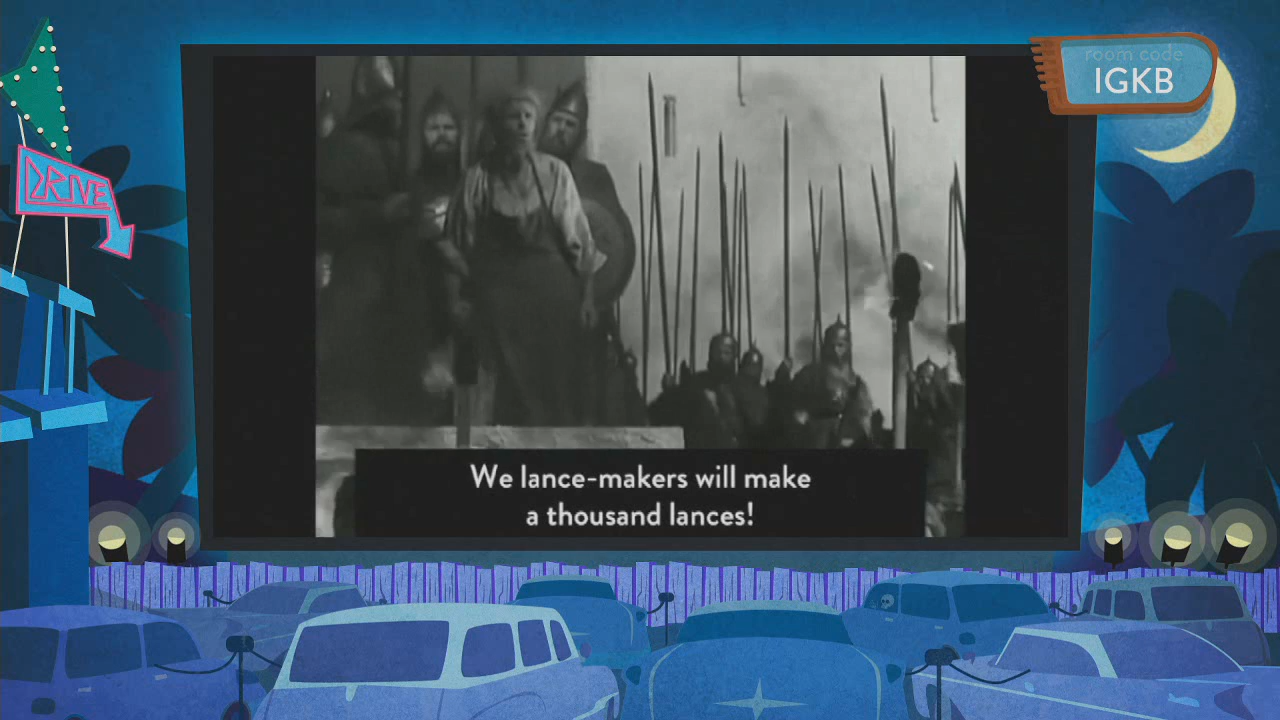 room code
IGKB
DRIVE
We lance-makers will make
a thousand lances!